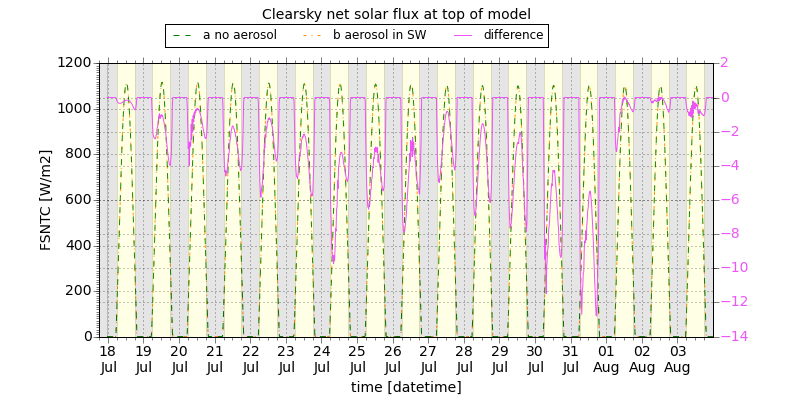 Clearsky net solar flux at top of model
a no aerosol b aerosol in SW difference
FSNTC [W/m2]
1200
1000
800
600
400
200
0
2
0
−2
−4
−6
−8
−10
−12
−14
18 19 20 21 22 23 24 25 26 27 28 29 30 31 01 02 03
Jul Jul Jul Jul Jul Jul Jul Jul Jul Jul Jul Jul Jul Jul Aug Aug Aug
time [datetime]